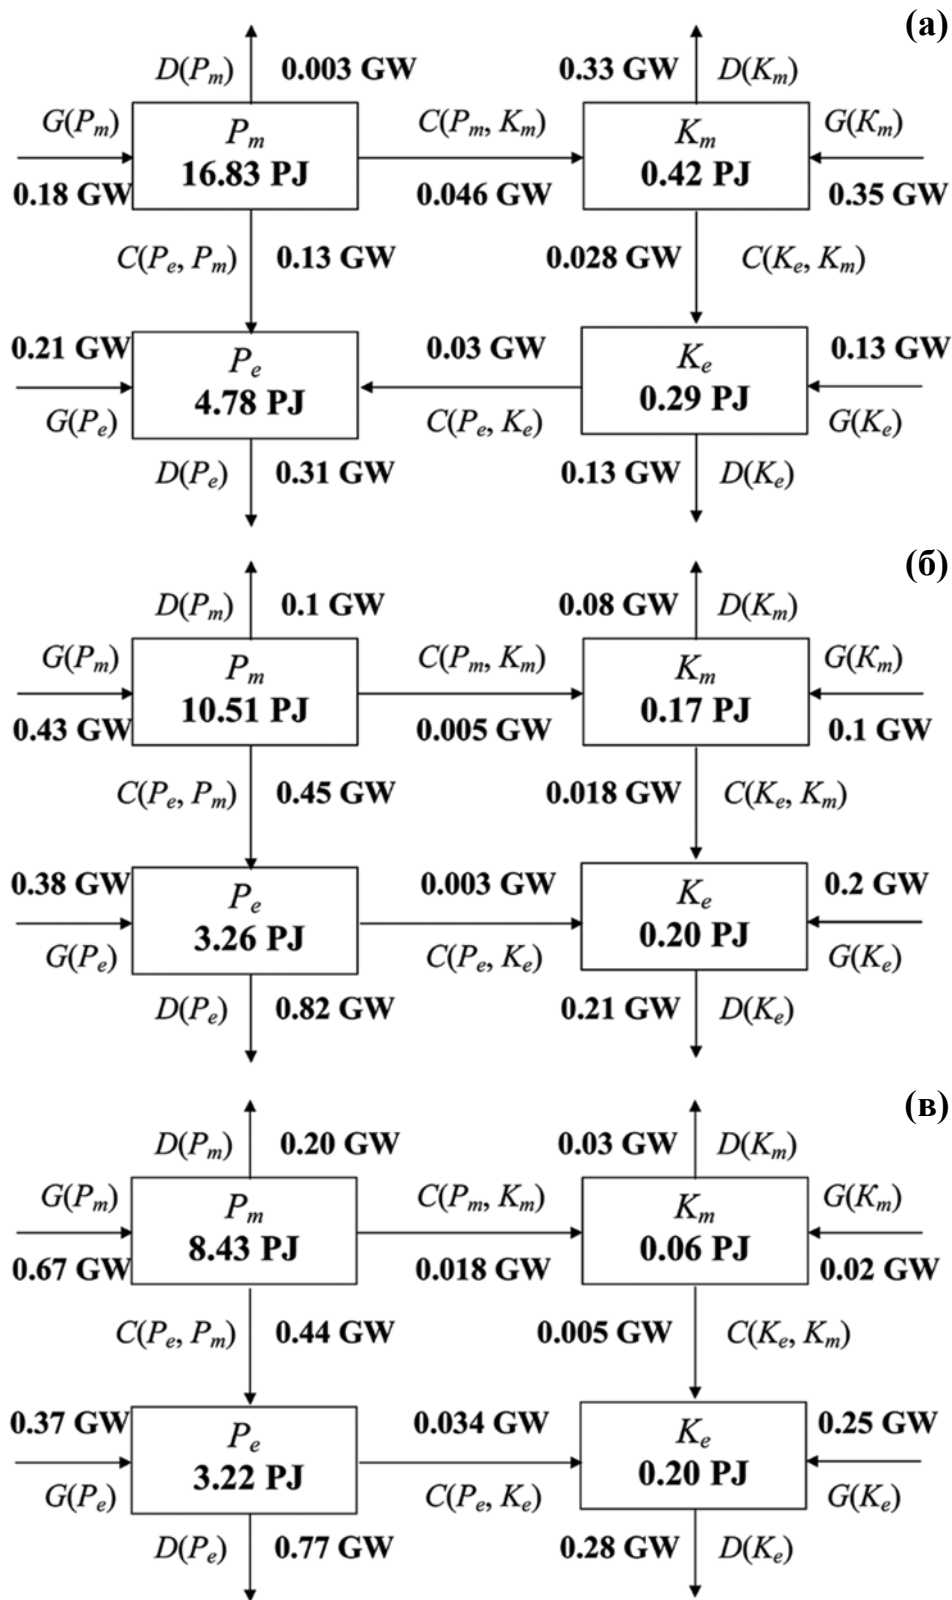 (а)
D(Pm) 0.003 GW 0.33 GW D(Km)
G(Pm) Pm C(Pm, Km) Km G(Km)
0.18 GW 16.83 PJ 0.046 GW 0.42 PJ 0.35 GW
C(Pe, Pm) 0.13 GW 0.028 GW C(Ke, Km)
0.21 GW Pe 0.03 GW Ke 0.13 GW
G(Pe) 4.78 PJ C(Pe, Ke) 0.29 PJ G(Ke)
D(Pe) 0.31 GW 0.13 GW D(Ke)
(б)
D(Pm) 0.1 GW 0.08 GW D(Km)
G(Pm) Pm C(Pm, Km) Km G(Km)
0.43 GW 10.51 PJ 0.005 GW 0.17 PJ 0.1 GW
C(Pe, Pm) 0.45 GW 0.018 GW C(Ke, Km)
0.38 GW Pe 0.003 GW Ke 0.2 GW
G(Pe) 3.26 PJ C(Pe, Ke) 0.20 PJ G(Ke)
D(Pe) 0.82 GW 0.21 GW D(Ke)
(в)
D(Pm) 0.20 GW 0.03 GW D(Km)
G(Pm) Pm C(Pm, Km) Km G(Km)
0.67 GW 8.43 PJ 0.018 GW 0.06 PJ 0.02 GW
C(Pe, Pm) 0.44 GW 0.005 GW C(Ke, Km)
0.37 GW Pe 0.034 GW Ke 0.25 GW
G(Pe) 3.22 PJ C(Pe, Ke) 0.20 PJ G(Ke)
D(Pe) 0.77 GW 0.28 GW D(Ke)